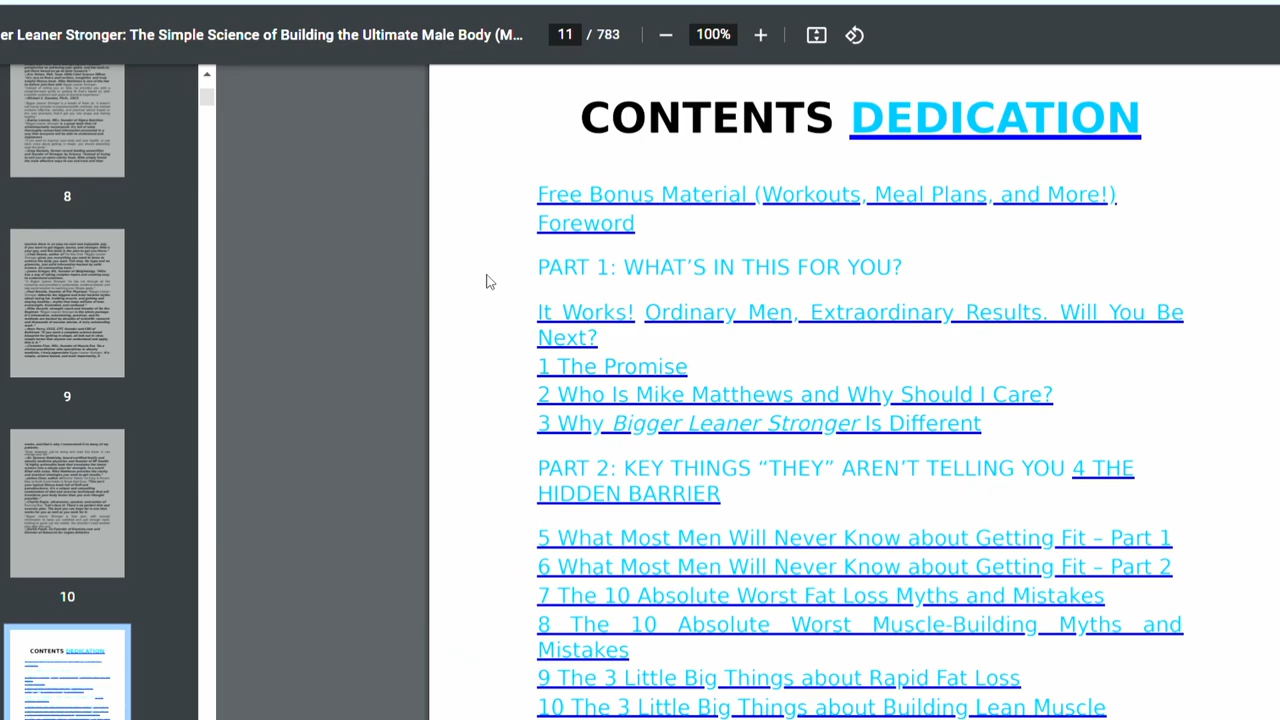 er Leaner Stronger: The Simple Science of Building the Ultimate Male Body (M...
11 / 783
100%
8
9
10
CONTENTS DEDICATION
CONTENTS DEDICATION
Free Bonus Material (Workouts, Meal Plans, and More!)
Foreword
PART 1: WHAT’S IN THIS FOR YOU?
It Works! Ordinary Men, Extraordinary Results. Will You Be
Next?
1 The Promise
2 Who Is Mike Matthews and Why Should I Care?
3 Why Bigger Leaner Stronger Is Different
PART 2: KEY THINGS “THEY” AREN’T TELLING YOU 4 THE
HIDDEN BARRIER
5 What Most Men Will Never Know about Getting Fit – Part 1
6 What Most Men Will Never Know about Getting Fit – Part 2
7 The 10 Absolute Worst Fat Loss Myths and Mistakes
8 The 10 Absolute Worst Muscle-Building Myths and
Mistakes
9 The 3 Little Big Things about Rapid Fat Loss
10 The 3 Little Big Things about Building Lean Muscle